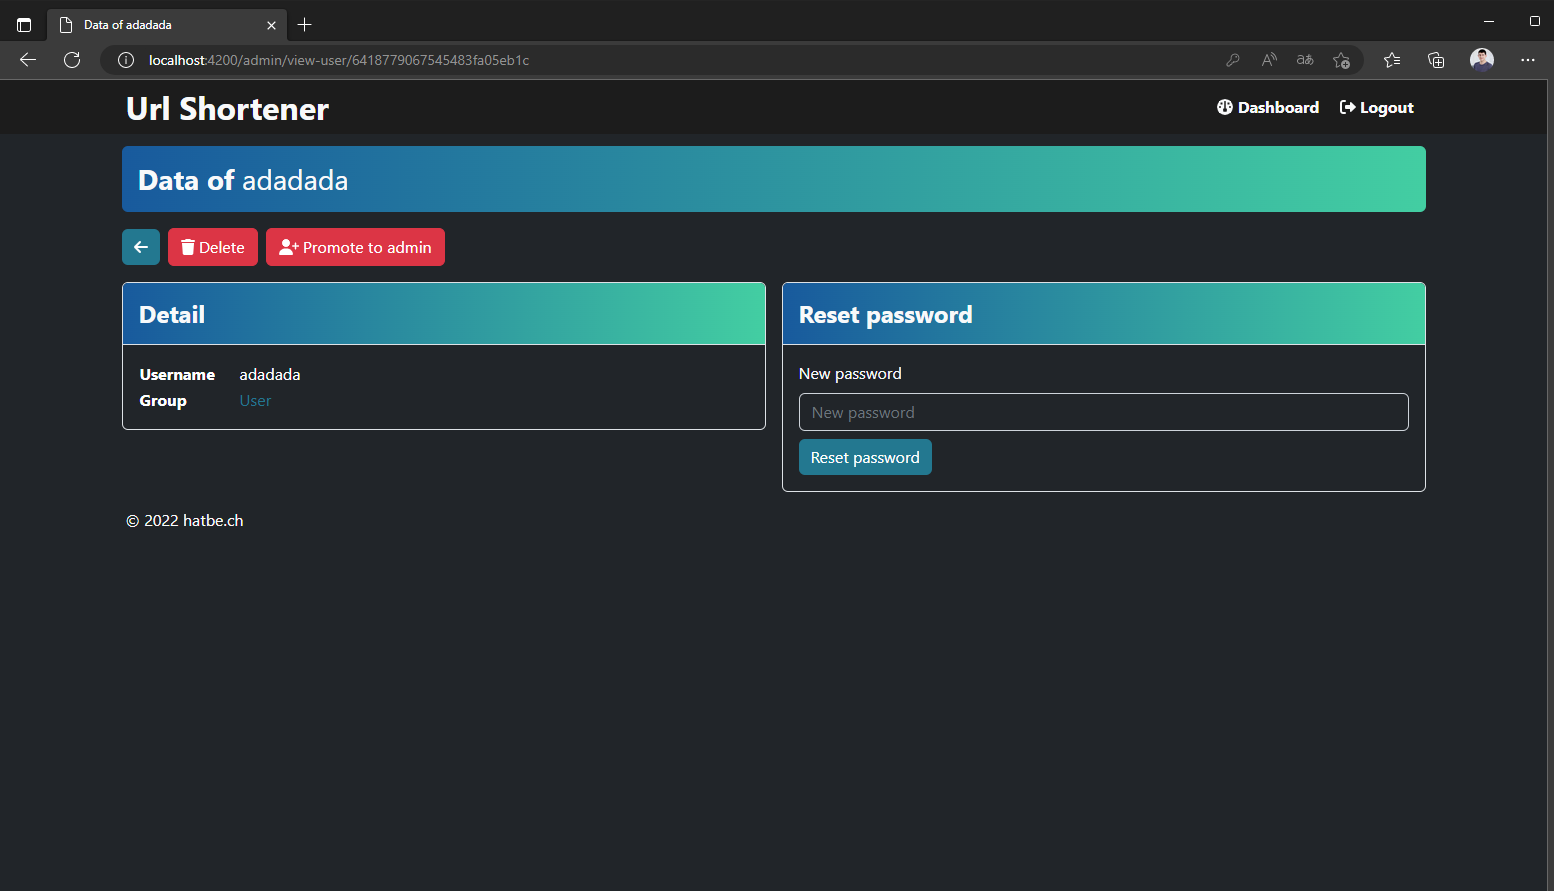 Data of adadada
localhost:4200/admin/view-user/6418779067545483fa05eb1c
Url Shortener
Dashboard
Logout
Data of adadada
Delete
Promote to admin
Detail
Username adadada
Group User
Reset password
New password
New password
Reset password
© 2022 hatbe.ch